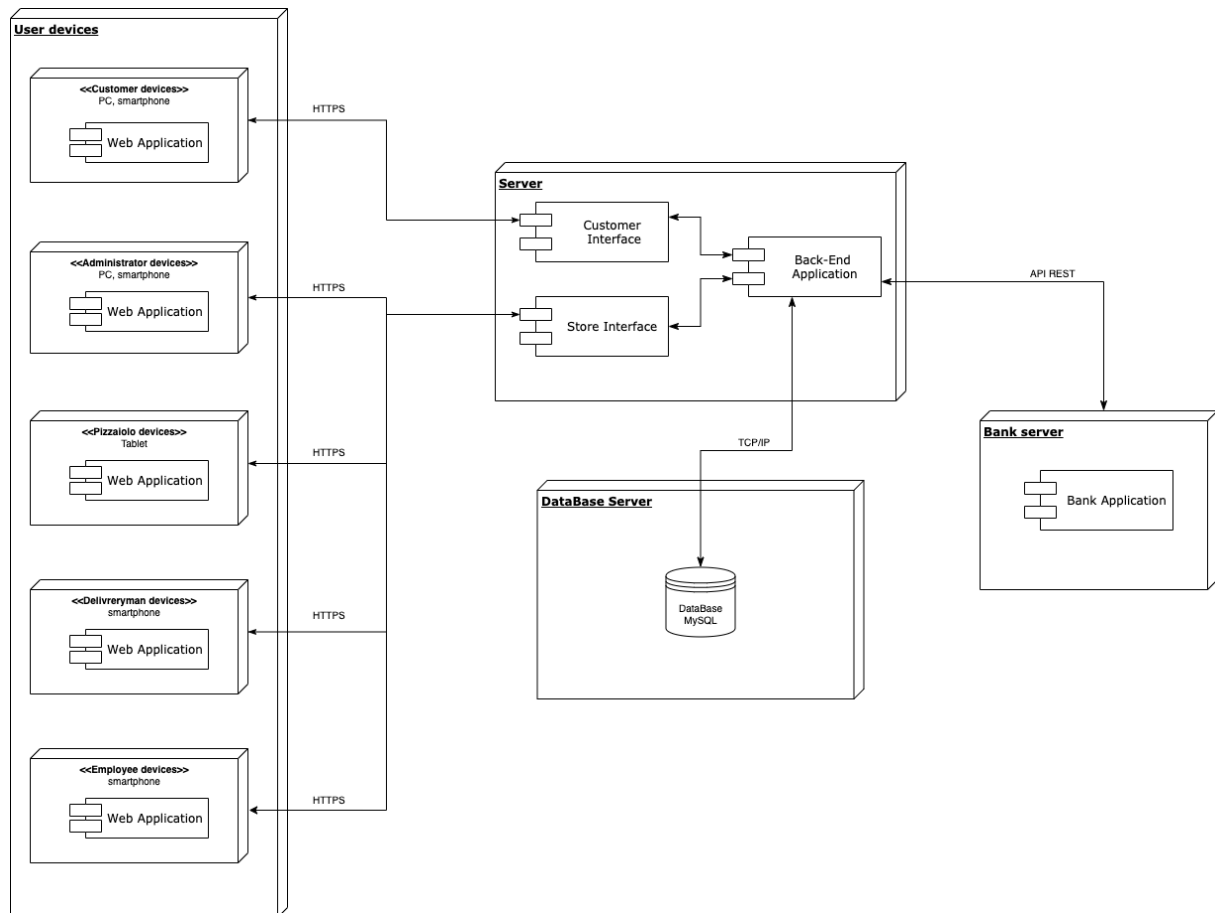 User devices
<<Customer devices>>
PC, smartphone
Web Application
HTTPS
<<Administrator devices>>
PC, smartphone
Web Application
HTTPS
<<Pizzaiolo devices>>
Tablet
Web Application
HTTPS
<<Delivreryman devices>>
smartphone
Web Application
HTTPS
<<Employee devices>>
smartphone
Web Application
HTTPS
Server
Customer
Interface
Store Interface
Back-End
Application
API REST
TCP/IP
DataBase Server
DataBase
MySQL
Bank server
Bank Application